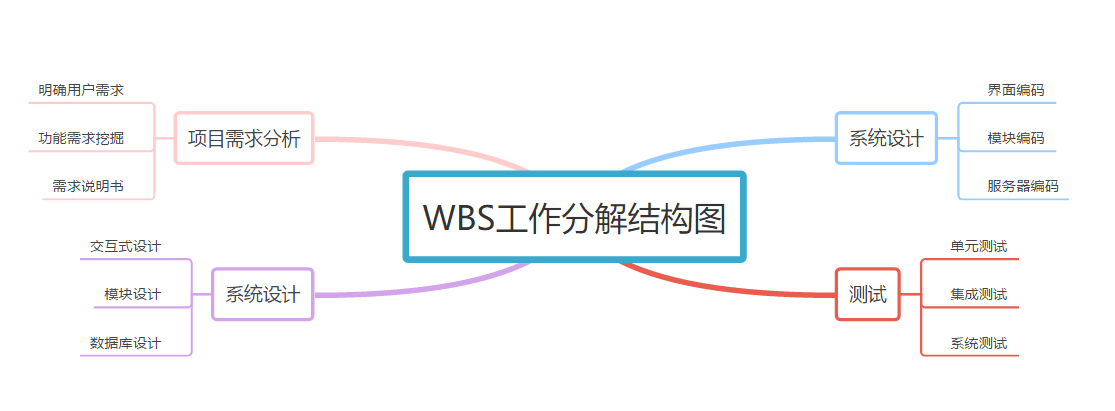 WBS工作分解结构图
项目需求分析
明确用户需求
功能需求挖掘
需求说明书
系统设计
交互式设计
模块设计
数据库设计
系统设计
界面编码
模块编码
服务器编码
测试
单元测试
集成测试
系统测试